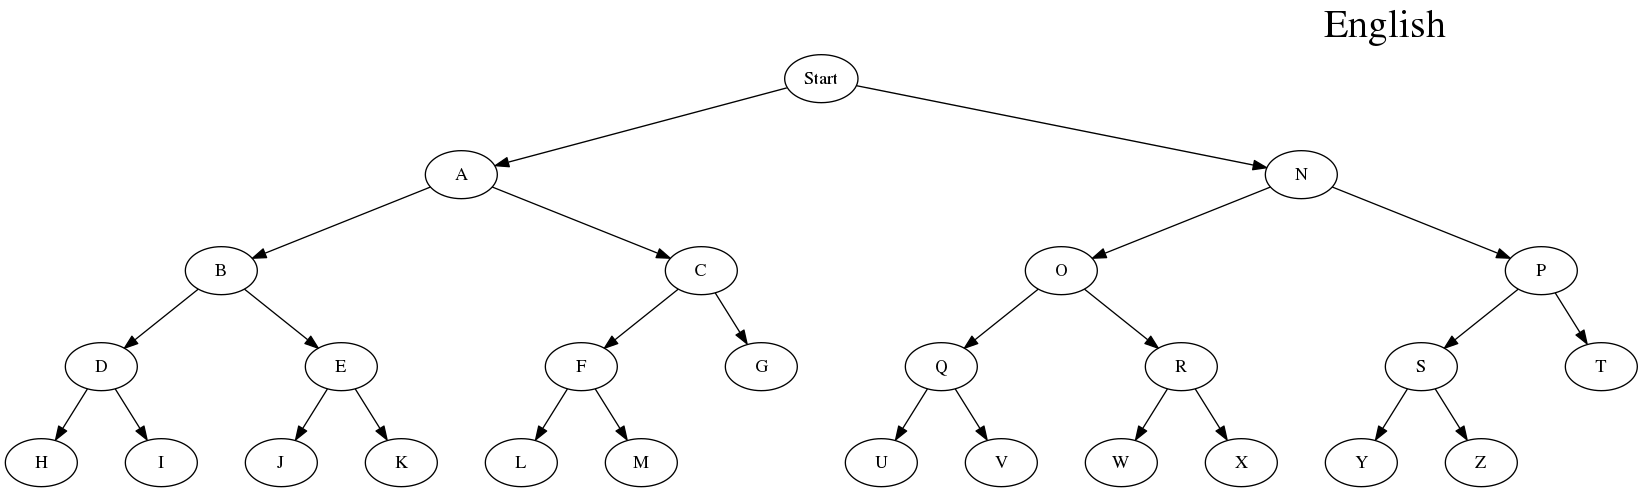 English
Start
A N
B C O P
D E F G Q R S T
H I J K L M U V W X Y Z